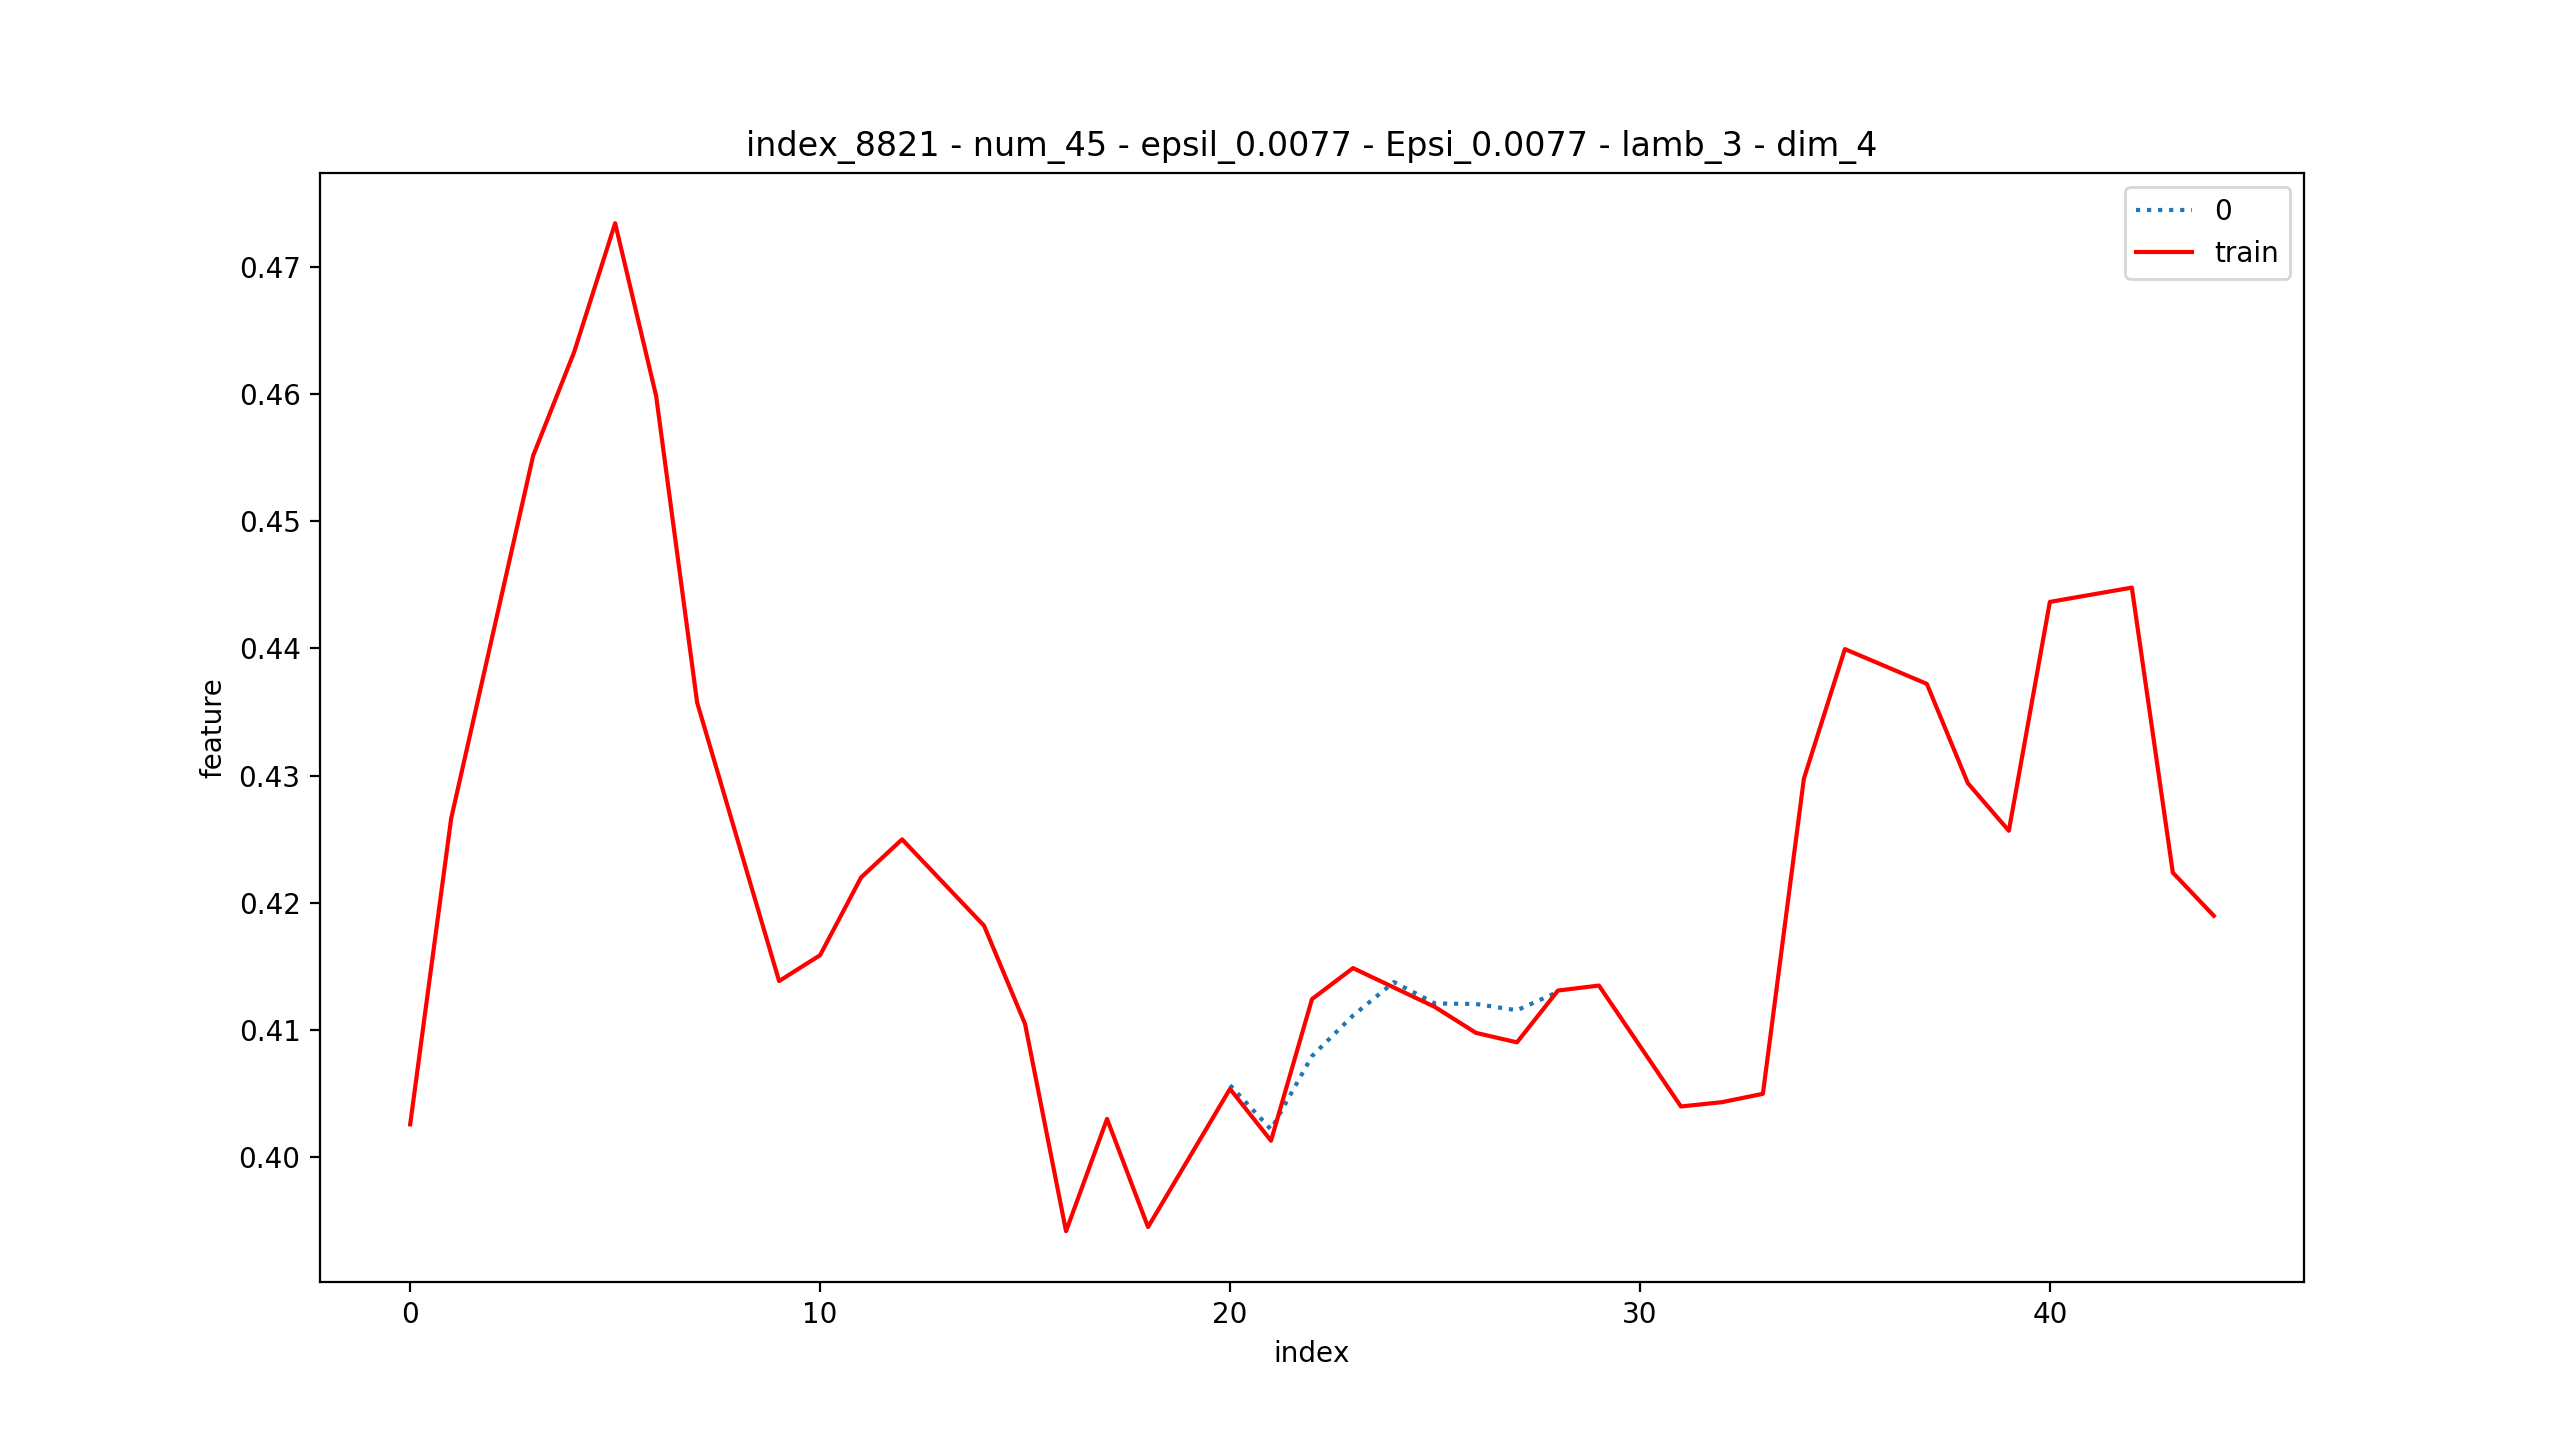 index_8821 - num_45 - epsil_0.0077 - Epsi_0.0077 - lamb_3 - dim_4
0
train
0.47
0.46
0.45
0.44
0.43
0.42
0.41
0.40
feature
0 10 20 30 40
index